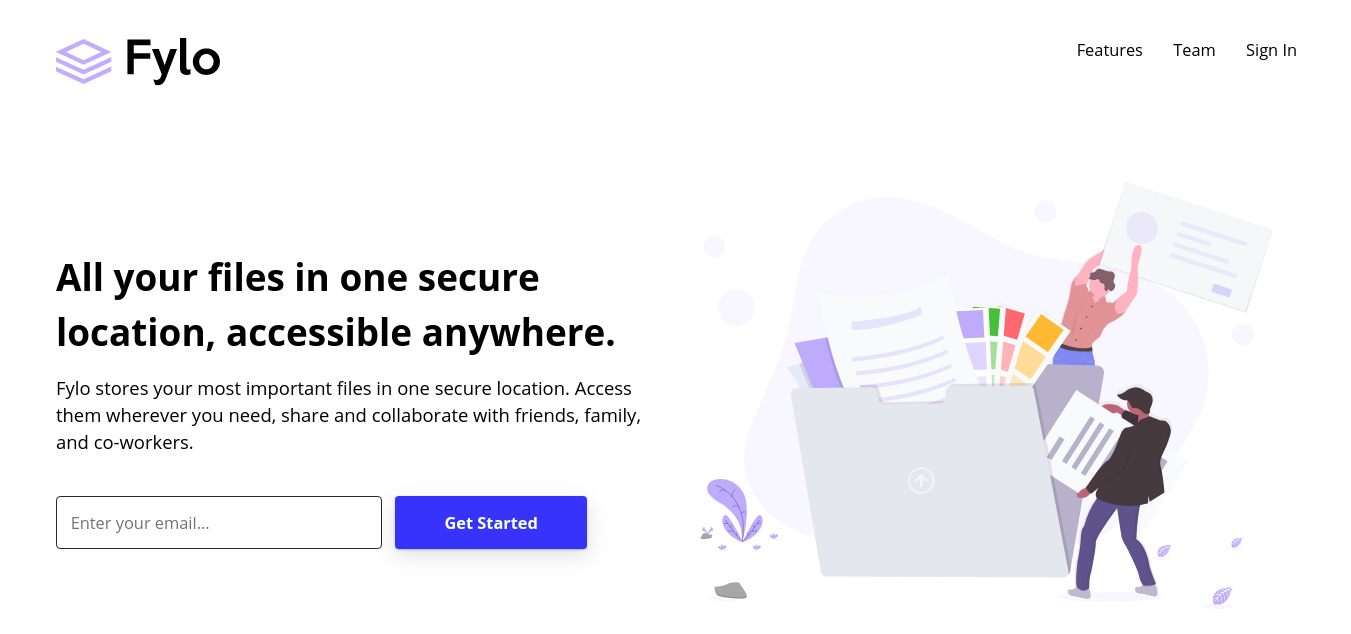 Fylo
Features Team Sign In
All your files in one secure
location, accessible anywhere.
Fylo stores your most important files in one secure location. Access
them wherever you need, share and collaborate with friends, family,
and co-workers.
Enter your email...
Get Started